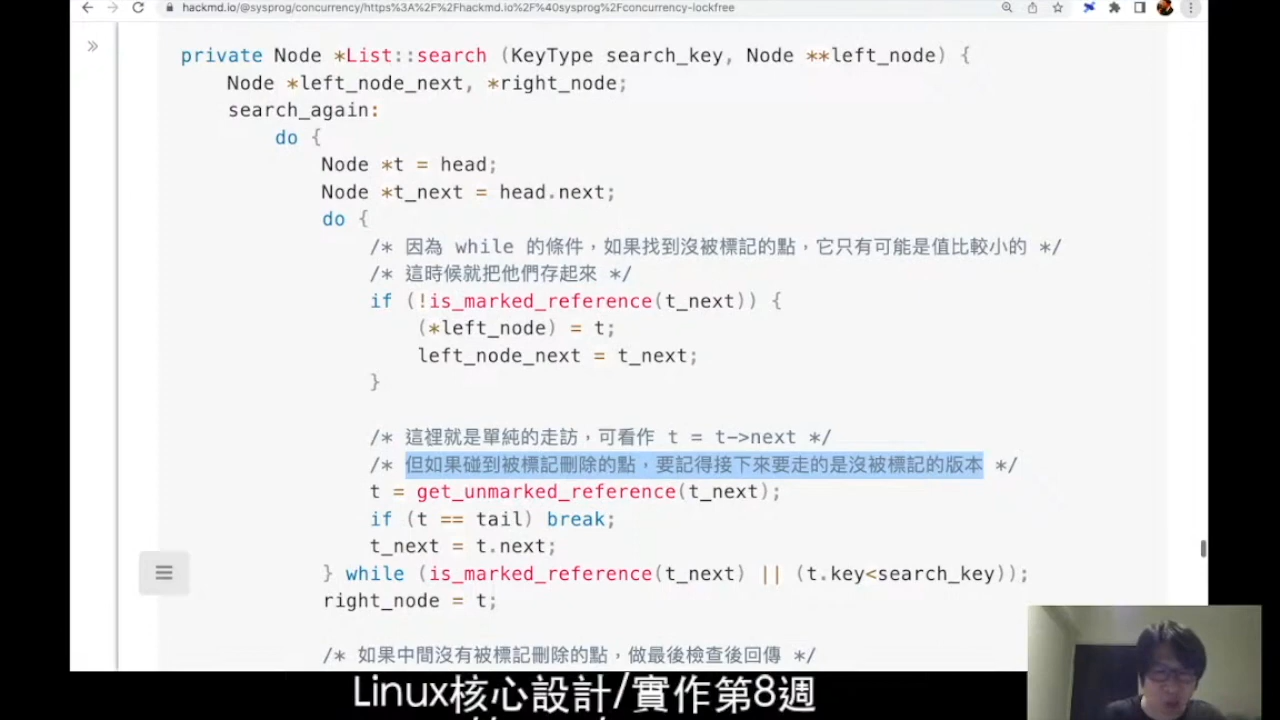 hackmd.io/@sysprog/concurrency/https%3A%2F%2Fhackmd.io%2F%40sysprog%2Fconcurrency-lockfree
private Node *List::search (KeyType search_key, Node **left_node) {
Node *left_node_next, *right_node;
search_again:
do {
Node *t = head;
Node *t_next = head.next;
do {
/* 因為 while 的條件，如果找到沒被標記的點，它只有可能是值比較小的 */
/* 這時候就把他們存起來 */
if (!is_marked_reference(t_next)) {
(*left_node) = t;
left_node_next = t_next;
}
/* 這裡就是單純的走訪，可看作 t = t->next */
/* 但如果碰到被標記刪除的點，要記得接下來要走的是沒被標記的版本 */
t = get_unmarked_reference(t_next);
if (t == tail) break;
t_next = t.next;
} while (is_marked_reference(t_next) || (t.key<search_key));
right_node = t;
/* 如果中間沒有被標記刪除的點，做最後檢查後回傳 */
Linux核心設計/實作第8週